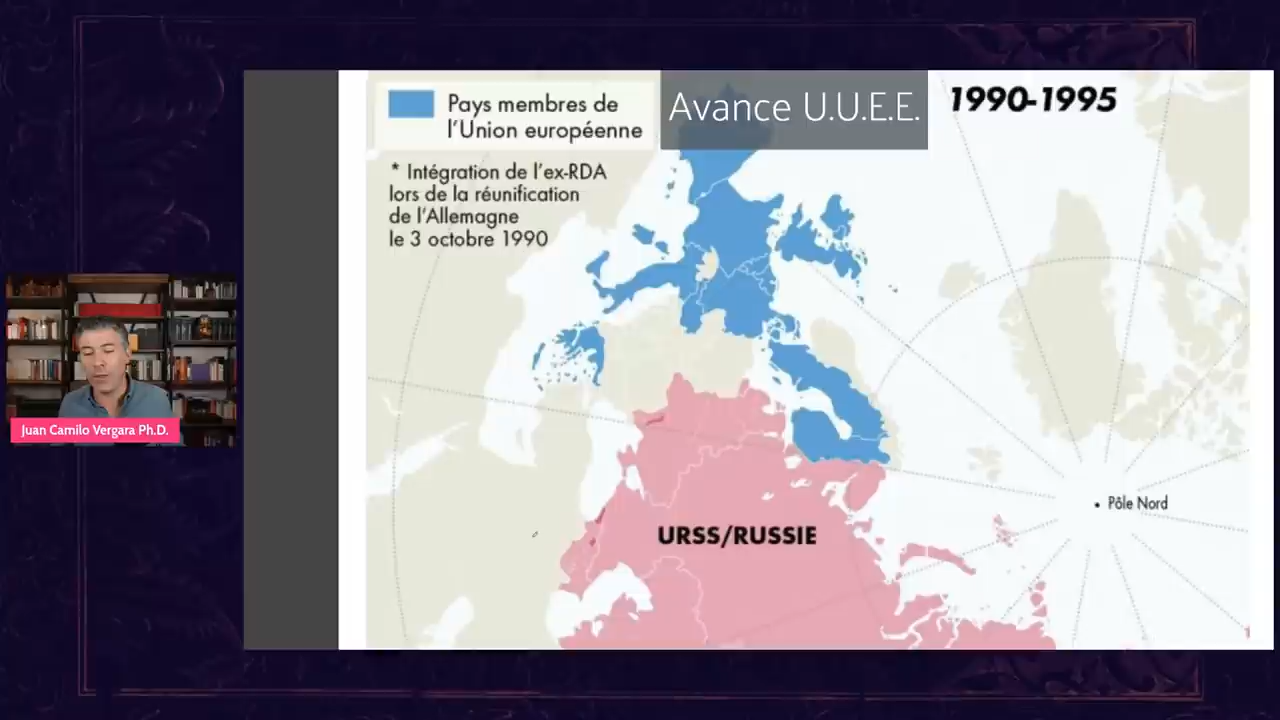 Pays membres de
l'Union européenne
Avance U.U.E.E.
1990-1995
* Intégration de l'ex-RDA
lors de la réunification
de l'Allemagne
le 3 octobre 1990
Juan Camilo Vergara Ph.D.
Pôle Nord
URSS/RUSSIE